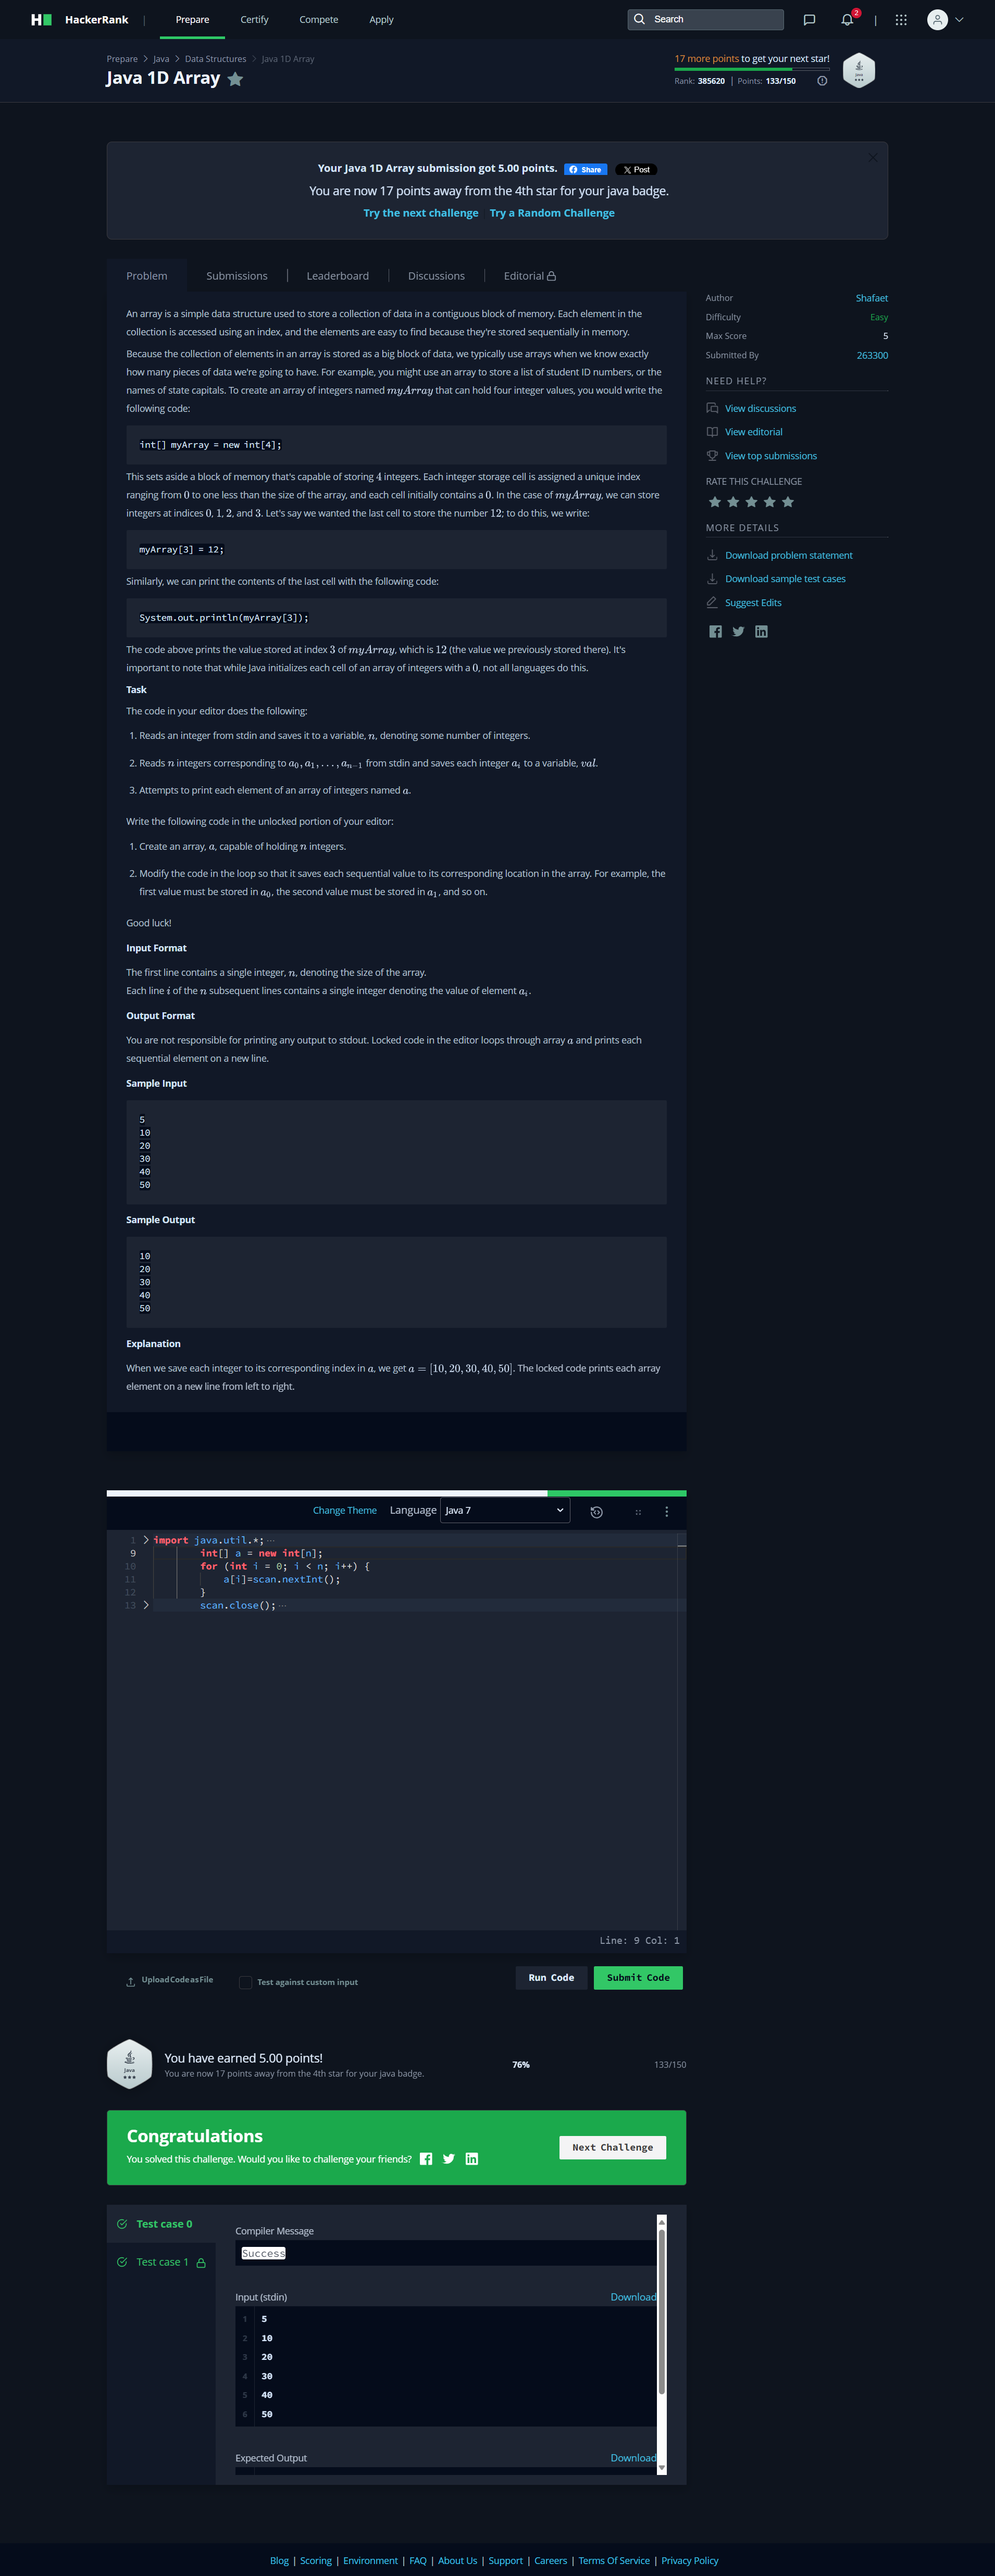 HackerRank
Prepare
Certify
Compete
Apply
Search
2
Prepare > Java > Data Structures > Java 1D Array
Java 1D Array
17 more points to get your next star!
Rank: 385620 | Points: 133/150
Java
Your Java 1D Array submission got 5.00 points. Share Post
You are now 17 points away from the 4th star for your java badge.
Try the next challenge Try a Random Challenge
Problem
Submissions
Leaderboard
Discussions
Editorial
An array is a simple data structure used to store a collection of data in a contiguous block of memory. Each element in the
collection is accessed using an index, and the elements are easy to find because they're stored sequentially in memory.
Because the collection of elements in an array is stored as a big block of data, we typically use arrays when we know exactly
how many pieces of data we're going to have. For example, you might use an array to store a list of student ID numbers, or the
names of state capitals. To create an array of integers named myArray that can hold four integer values, you would write the
following code:
int[] myArray = new int[4];
This sets aside a block of memory that's capable of storing 4 integers. Each integer storage cell is assigned a unique index
ranging from 0 to one less than the size of the array, and each cell initially contains a 0. In the case of myArray, we can store
integers at indices 0, 1, 2, and 3. Let's say we wanted the last cell to store the number 12; to do this, we write:
myArray[3] = 12;
Similarly, we can print the contents of the last cell with the following code:
System.out.println(myArray[3]);
The code above prints the value stored at index 3 of myArray, which is 12 (the value we previously stored there). It's
important to note that while Java initializes each cell of an array of integers with a 0, not all languages do this.
Task
The code in your editor does the following:
1. Reads an integer from stdin and saves it to a variable, n, denoting some number of integers.
2. Reads n integers corresponding to a0, a1, . . . , an−1 from stdin and saves each integer ai to a variable, val.
3. Attempts to print each element of an array of integers named a.
Write the following code in the unlocked portion of your editor:
1. Create an array, a, capable of holding n integers.
2. Modify the code in the loop so that it saves each sequential value to its corresponding location in the array. For example, the
first value must be stored in a0, the second value must be stored in a1, and so on.
Good luck!
Input Format
The first line contains a single integer, n, denoting the size of the array.
Each line i of the n subsequent lines contains a single integer denoting the value of element ai.
Output Format
You are not responsible for printing any output to stdout. Locked code in the editor loops through array a and prints each
sequential element on a new line.
Sample Input
5
10
20
30
40
50
Sample Output
10
20
30
40
50
Explanation
When we save each integer to its corresponding index in a, we get a = [10, 20, 30, 40, 50]. The locked code prints each array
element on a new line from left to right.
Author Shafaet
Difficulty Easy
Max Score 5
Submitted By 263300
NEED HELP?
View discussions
View editorial
View top submissions
RATE THIS CHALLENGE
MORE DETAILS
Download problem statement
Download sample test cases
Suggest Edits
Change Theme Language Java 7
1 import java.util.*;···
9 int[] a = new int[n];
10 for (int i = 0; i < n; i++) {
11 a[i]=scan.nextInt();
12 }
13 scan.close();···
Line: 9 Col: 1
Upload Code as File
Test against custom input
Run Code
Submit Code
Java
You have earned 5.00 points!
You are now 17 points away from the 4th star for your java badge.
76%
133/150
Congratulations
You solved this challenge. Would you like to challenge your friends?
Next Challenge
Test case 0
Test case 1
Compiler Message
Success
Input (stdin) Download
1 5
2 10
3 20
4 30
5 40
6 50
Expected Output Download
Blog | Scoring | Environment | FAQ | About Us | Support | Careers | Terms Of Service | Privacy Policy